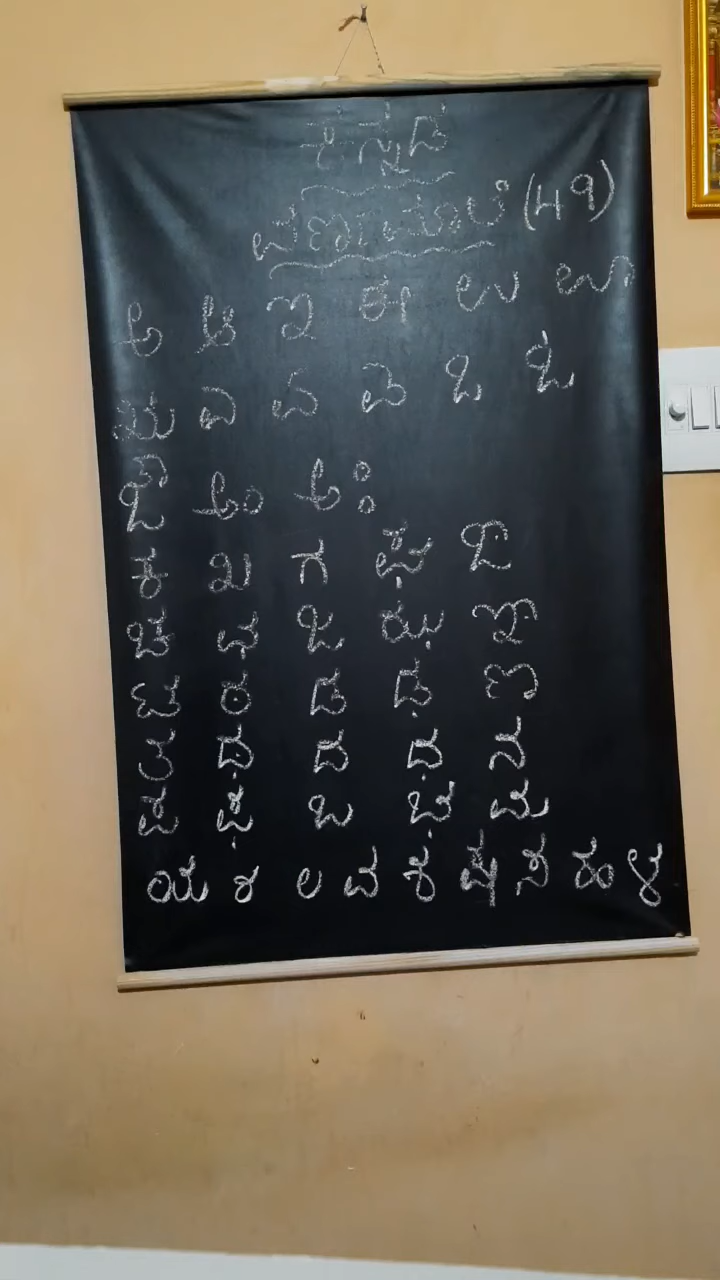 ಕನ್ನಡ
ವರ್ಣಮಾಲೆ (49)
ಅ ಆ ಇ ಈ ಉ ಊ
ಋ ಎ ಏ ಐ ಒ ಓ
ಔ ಅಂ ಅಃ
ಕ ಖ ಗ ಘ ಙ
ಚ ಛ ಜ ಝ ಞ
ಟ ಠ ಡ ಢ ಣ
ತ ಥ ದ ಧ ನ
ಪ ಫ ಬ ಭ ಮ
ಯ ರ ಲ ವ ಶ ಷ ಸ ಹ ಳ